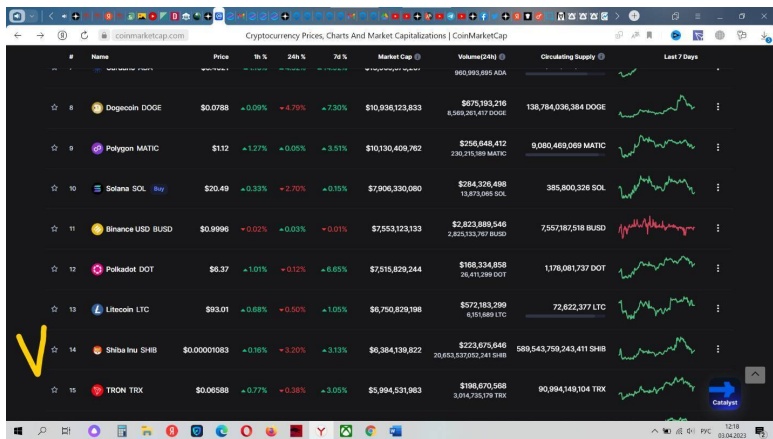 coinmarketcap.com
Cryptocurrency Prices, Charts And Market Capitalizations | CoinMarketCap
# Name Price 1h % 24h % 7d % Market Cap Volume(24h) Circulating Supply Last 7 Days
960,993,695 ADA
8 Dogecoin DOGE $0.0788 0.09% 4.79% 7.30% $10,936,123,833 $675,193,216 138,784,036,384 DOGE
8,569,261,417 DOGE
9 Polygon MATIC $1.12 1.27% 0.05% 3.51% $10,130,409,762 $256,648,412 9,080,469,069 MATIC
230,215,189 MATIC
10 Solana SOL Buy $20.49 0.33% 2.70% 0.15% $7,906,330,080 $284,326,498 385,800,326 SOL
13,873,065 SOL
11 Binance USD BUSD $0.9996 0.02% 0.03% 0.01% $7,553,123,133 $2,823,889,546 7,557,187,518 BUSD
2,825,133,767 BUSD
12 Polkadot DOT $6.37 1.01% 0.12% 6.65% $7,515,829,244 $168,334,858 1,178,081,737 DOT
26,411,299 DOT
13 Litecoin LTC $93.01 0.68% 0.50% 1.05% $6,750,829,198 $572,183,299 72,622,377 LTC
6,151,689 LTC
14 Shiba Inu SHIB $0.00001083 0.16% 3.20% 3.13% $6,384,139,822 $223,675,646 589,543,759,243,411 SHIB
20,653,537,052,241 SHIB
15 TRON TRX $0.06588 0.77% 0.38% 3.05% $5,994,531,983 $198,670,568 90,994,149,104 TRX
3,014,735,179 TRX
Catalyst
РУС
12:18
03.04.2023